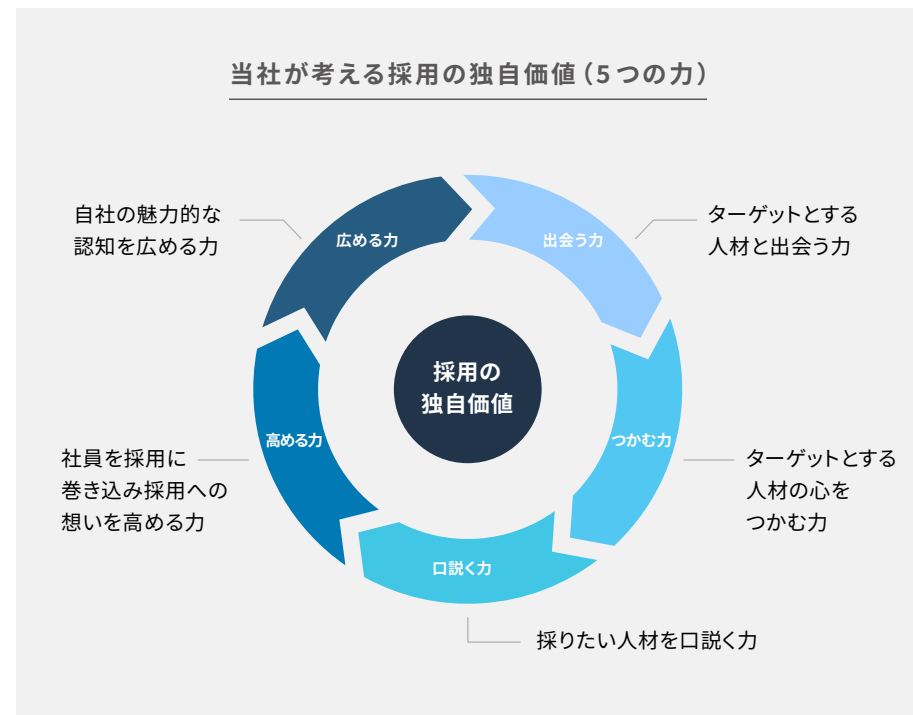 当社が考える採用の独自価値（5つの力）
広める力
出会う力
つかむ力
口説く力
高める力
採用の
独自価値
自社の魅力的な
認知を広める力
ターゲットとする
人材と出会う力
ターゲットとする
人材の心を
つかむ力
採りたい人材を口説く力
社員を採用に
巻き込み採用への
想いを高める力